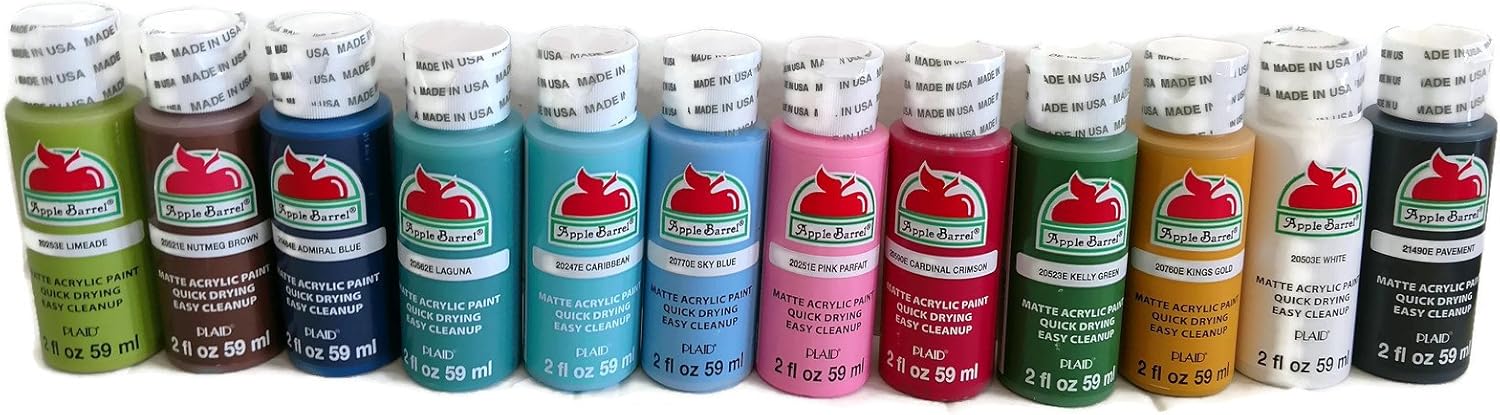 MADE IN USA MADE
MADE IN USA
MADE IN USA
MADE IN USA
MADE IN USA
MADE IN USA
MADE IN USA
MADE IN USA
MADE IN USA
MADE IN USA
MADE IN USA
MADE IN USA
Apple Barrel®
20253E LIMEADE
MATTE ACRYLIC PAINT
QUICK DRYING
EASY CLEANUP
PLAID®
2 fl oz 59 ml
Apple Barrel®
20521E NUTMEG BROWN
MATTE ACRYLIC PAINT
QUICK DRYING
EASY CLEANUP
PLAID®
2 fl oz 59 ml
Apple Barrel®
ADMIRAL BLUE
MATTE ACRYLIC PAINT
QUICK DRYING
EASY CLEANUP
PLAID®
2 fl oz 59 ml
Apple Barrel®
20562E LAGUNA
MATTE ACRYLIC PAINT
QUICK DRYING
EASY CLEANUP
PLAID®
2 fl oz 59 ml
Apple Barrel®
20247E CARIBBEAN
MATTE ACRYLIC PAINT
QUICK DRYING
EASY CLEANUP
PLAID®
2 fl oz 59 ml
Apple Barrel®
20770E SKY BLUE
MATTE ACRYLIC PAINT
QUICK DRYING
EASY CLEANUP
PLAID®
2 fl oz 59 ml
Apple Barrel®
20251E PINK PARFAIT
MATTE ACRYLIC PAINT
QUICK DRYING
EASY CLEANUP
PLAID®
2 fl oz 59 ml
Apple Barrel®
20590E CARDINAL CRIMSON
MATTE ACRYLIC PAINT
QUICK DRYING
EASY CLEANUP
PLAID®
2 fl oz 59 ml
Apple Barrel®
20523E KELLY GREEN
MATTE ACRYLIC PAINT
QUICK DRYING
EASY CLEANUP
PLAID®
2 fl oz 59 ml
Apple Barrel®
20760E KINGS GOLD
MATTE ACRYLIC PAINT
QUICK DRYING
EASY CLEANUP
PLAID®
2 fl oz 59 ml
Apple Barrel®
20503E WHITE
MATTE ACRYLIC PAINT
QUICK DRYING
EASY CLEANUP
PLAID®
2 fl oz 59 ml
Apple Barrel®
21490E PAVEMENT
MATTE ACRYLIC PAINT
QUICK DRYING
EASY CLEANUP
PLAID®
2 fl oz 59 ml